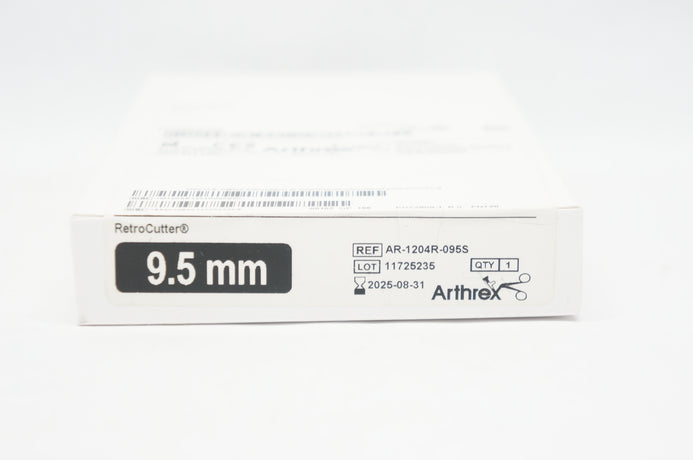 RetroCutter®
9.5 mm
REF AR-1204R-095S
LOT 11725235
QTY 1
2025-08-31
Arthrex